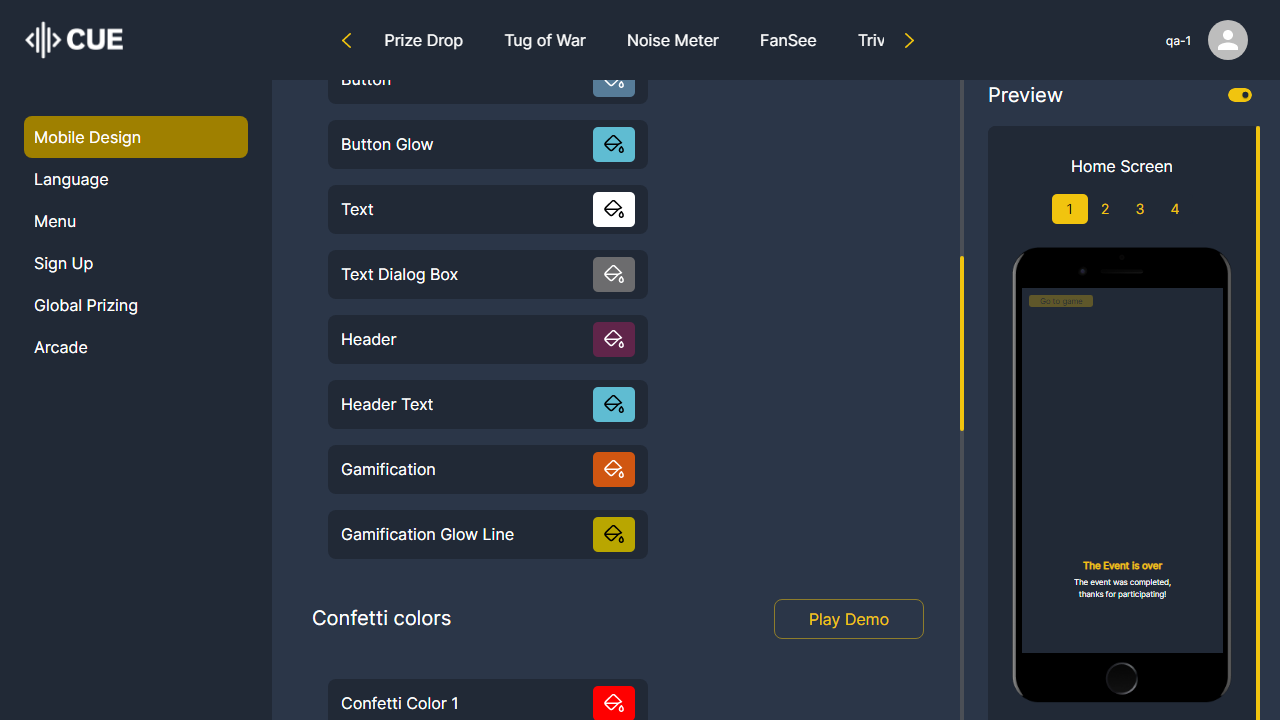 CUE
Prize Drop
Tug of War
Noise Meter
FanSee
Triv
qa-1
Mobile Design
Language
Menu
Sign Up
Global Prizing
Arcade
Button
Button Glow
Text
Text Dialog Box
Header
Header Text
Gamification
Gamification Glow Line
Confetti colors
Play Demo
Confetti Color 1
Preview
Home Screen
1 2 3 4
Go to game
The Event is over
The event was completed,
thanks for participating!